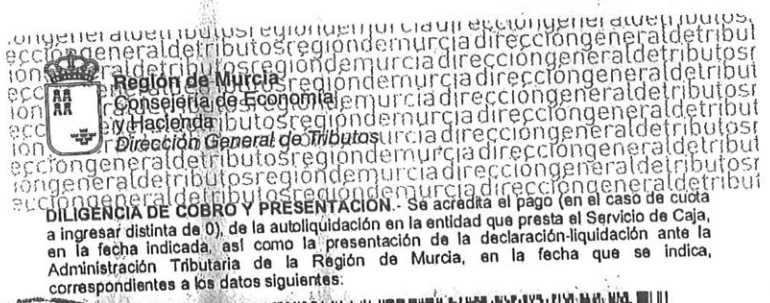 direccióngeneraldetributosregióndemurciadireccióngeneraldetributos
Región de Murcia
Consejería de Economía
y Hacienda
Dirección General de Tributos
DILIGENCIA DE COBRO Y PRESENTACIÓN.- Se acredita el pago (en el caso de cuota
a ingresar distinta de 0), de la autoliquidación en la entidad que presta el Servicio de Caja,
en la fecha indicada, así como la presentación de la declaración-liquidación ante la
Administración Tributaria de la Región de Murcia, en la fecha que se indica,
correspondientes a los datos siguientes: